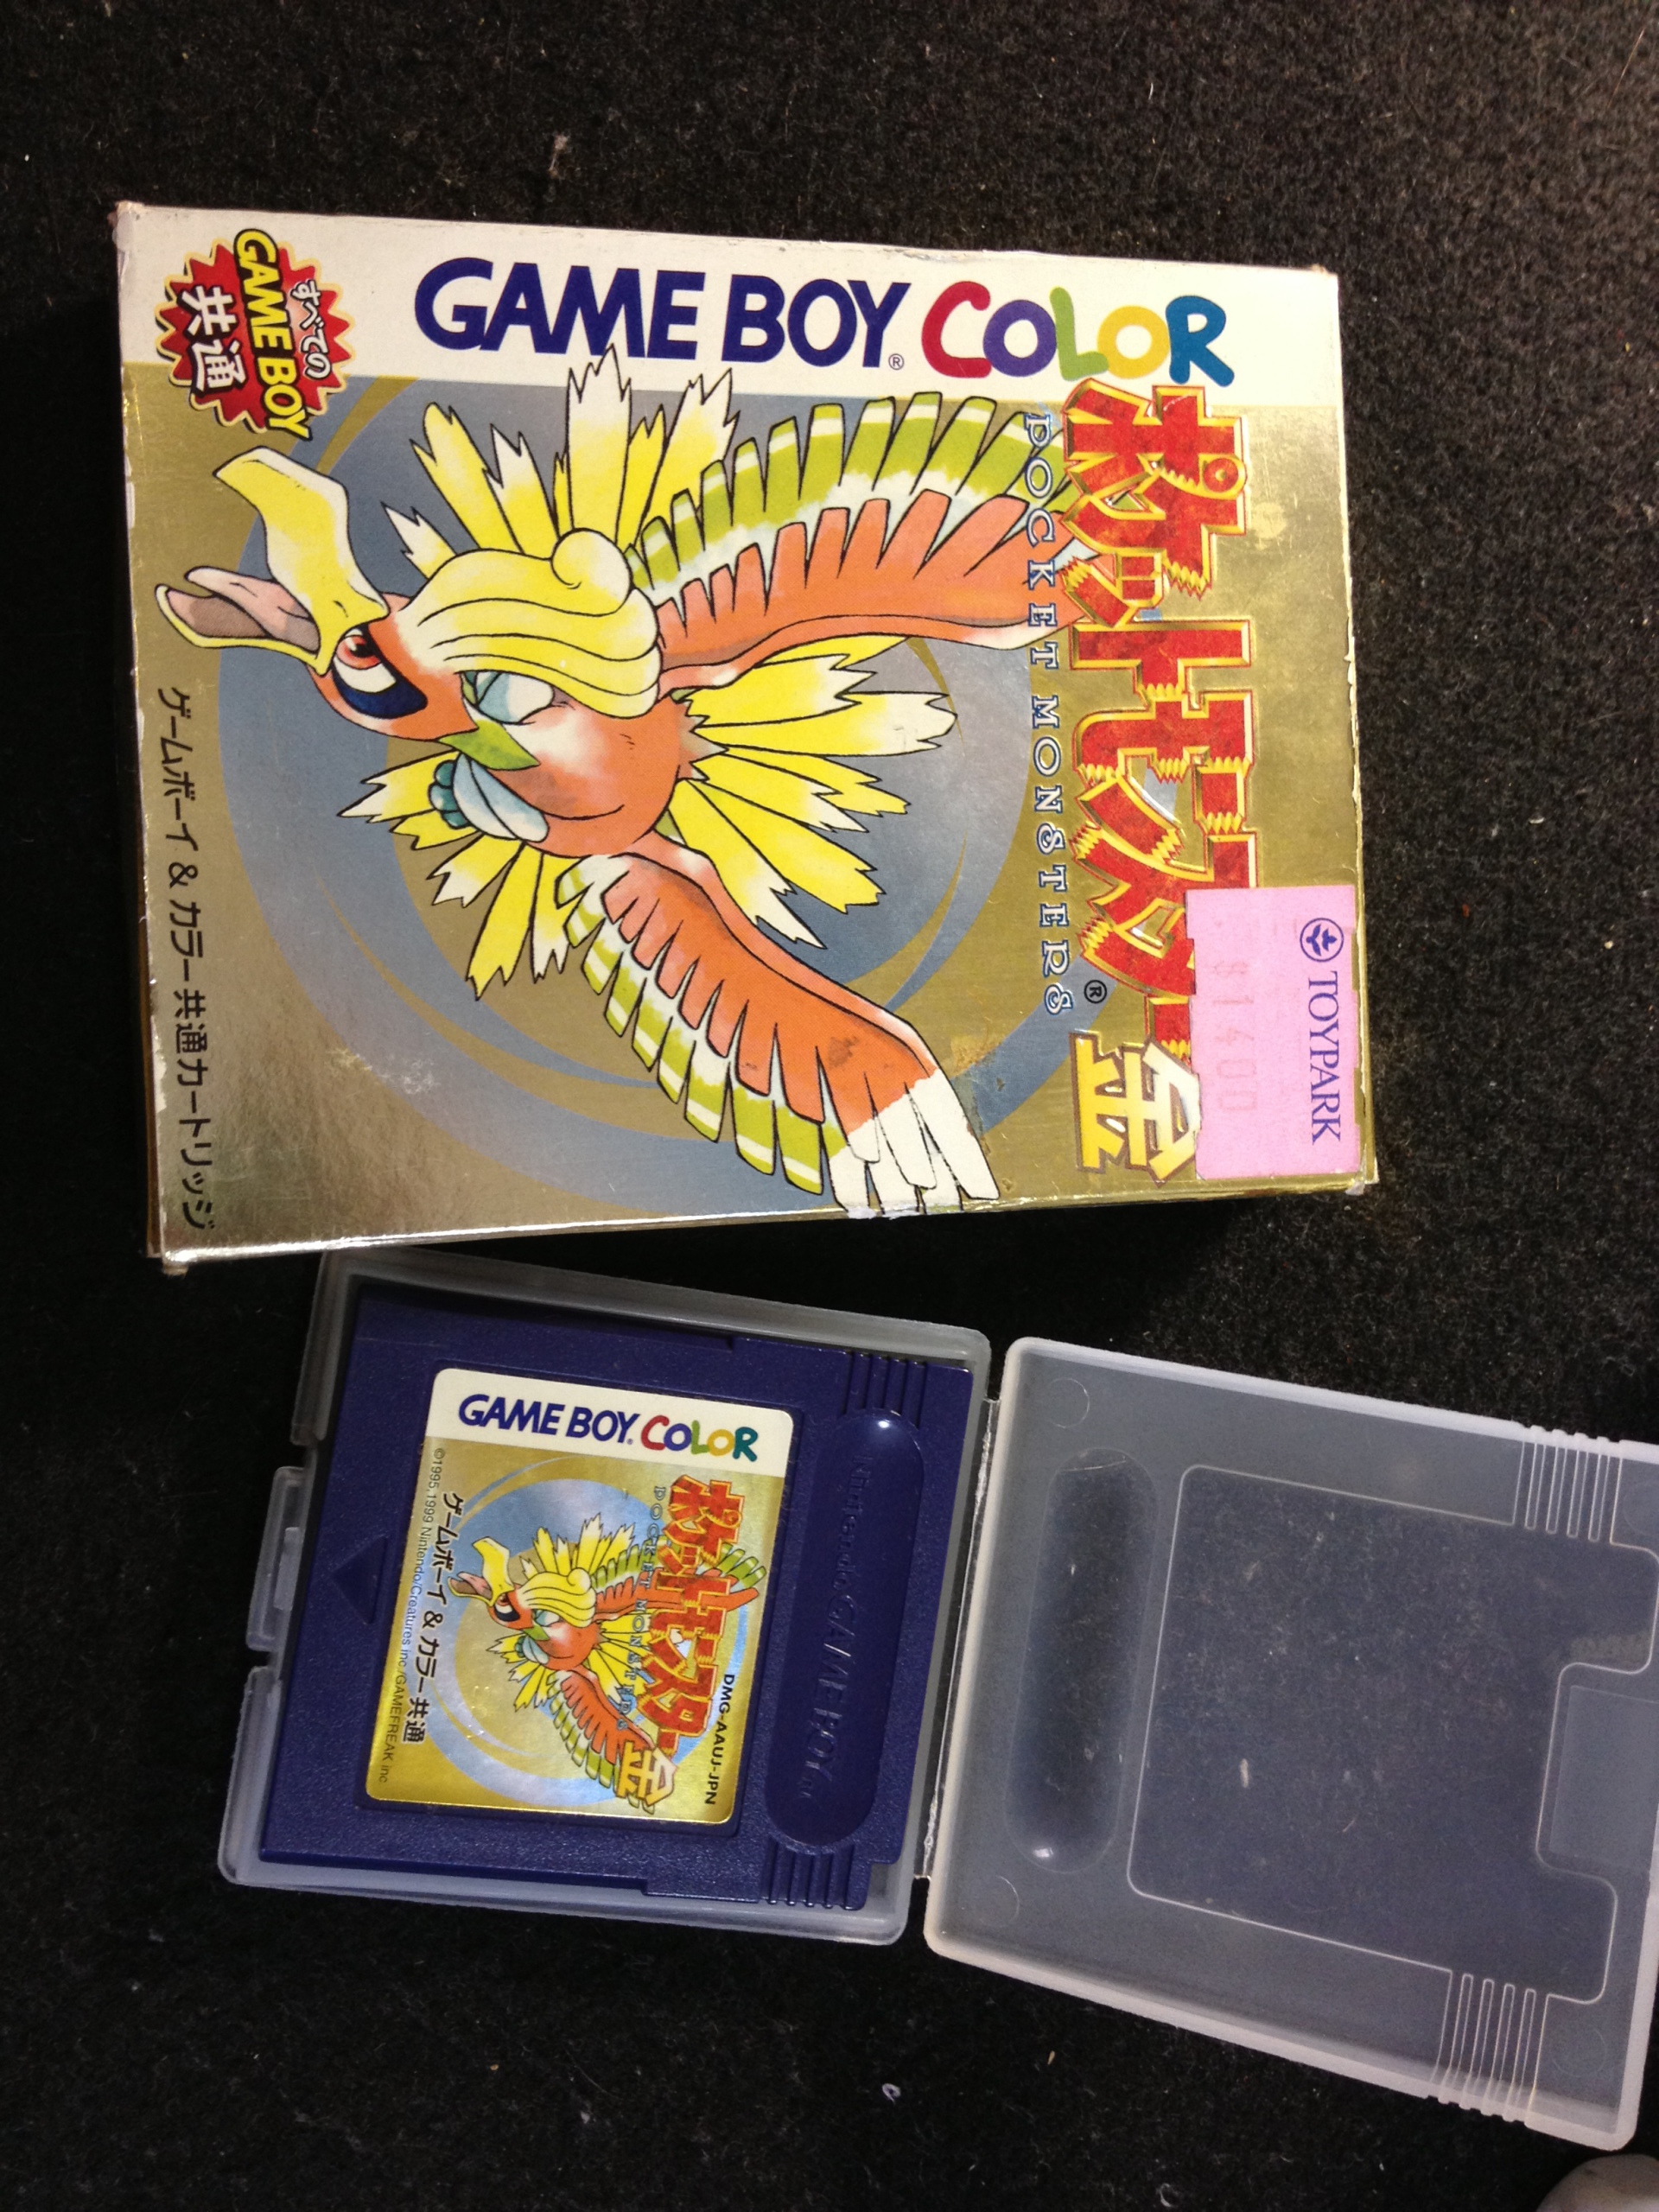 GAME BOY® COLOR
すべての
GAME BOY
共通
ポケットモンスター
POCKET MONSTERS®
金
ゲームボーイ & カラー共通カートリッジ
TOYPARK
GAME BOY. COLOR
ポケットモンスター
POCKET MONSTERS
金
DMG-AAUJ-JPN
ゲームボーイ & カラー共通
©1995,1999 Nintendo/Creatures inc./GAMEFREAK inc.
Nintendo GAME BOY